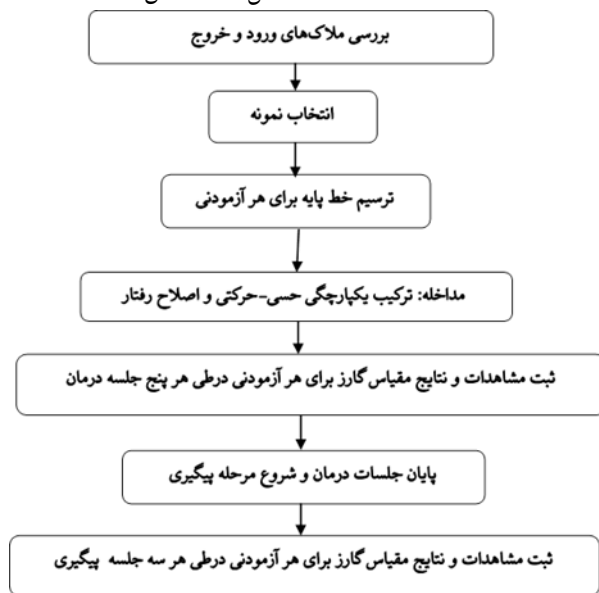 بررسی ملاک‌های ورود و خروج
انتخاب نمونه
ترسیم خط پایه برای هر آزمودنی
مداخله: ترکیب یکپارچگی حسی-حرکتی و اصلاح رفتار
ثبت مشاهدات و نتایج مقیاس گارز برای هر آزمودنی درطی هر پنج جلسه درمان
پایان جلسات درمان و شروع مرحله پیگیری
ثبت مشاهدات و نتایج مقیاس گارز برای هر آزمودنی درطی هر سه جلسه پیگیری